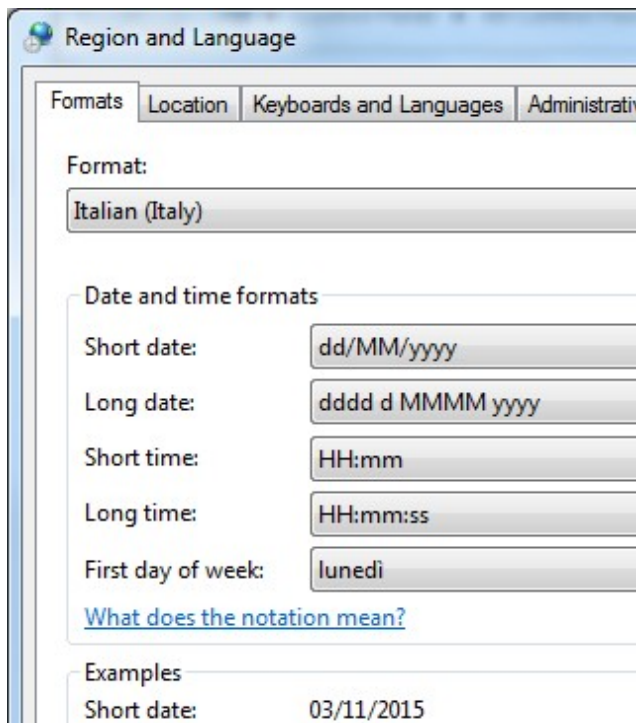 Region and Language
Formats Location Keyboards and Languages Administrativ
Format:
Italian (Italy)
Date and time formats
Short date: dd/MM/yyyy
Long date: dddd d MMMM yyyy
Short time: HH:mm
Long time: HH:mm:ss
First day of week: lunedì
What does the notation mean?
Examples
Short date: 03/11/2015